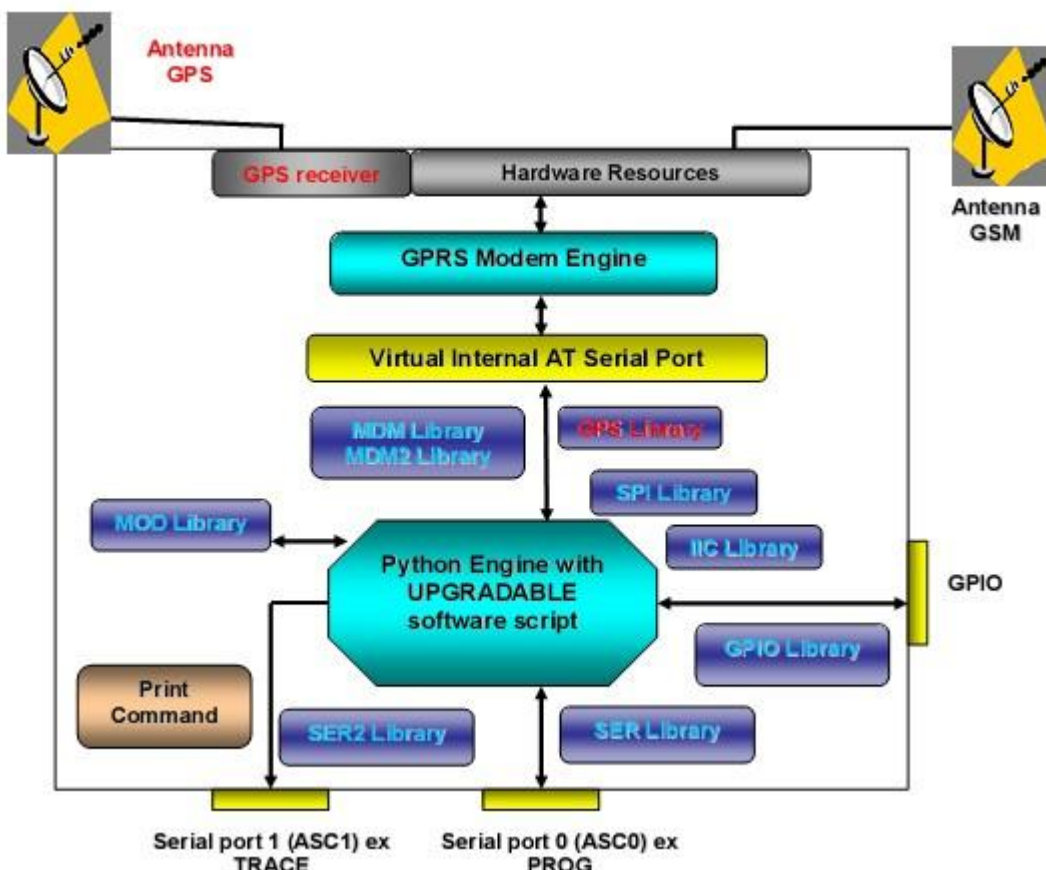 Antenna
GPS
GPS receiver
Hardware Resources
Antenna
GSM
GPRS Modem Engine
Virtual Internal AT Serial Port
MDM Library
MDM2 Library
GPS Library
SPI Library
MOD Library
IIC Library
Python Engine with
UPGRADABLE
software script
GPIO
GPIO Library
Print
Command
SER2 Library
SER Library
Serial port 1 (ASC1) ex
TRACE
Serial port 0 (ASC0) ex
PROG